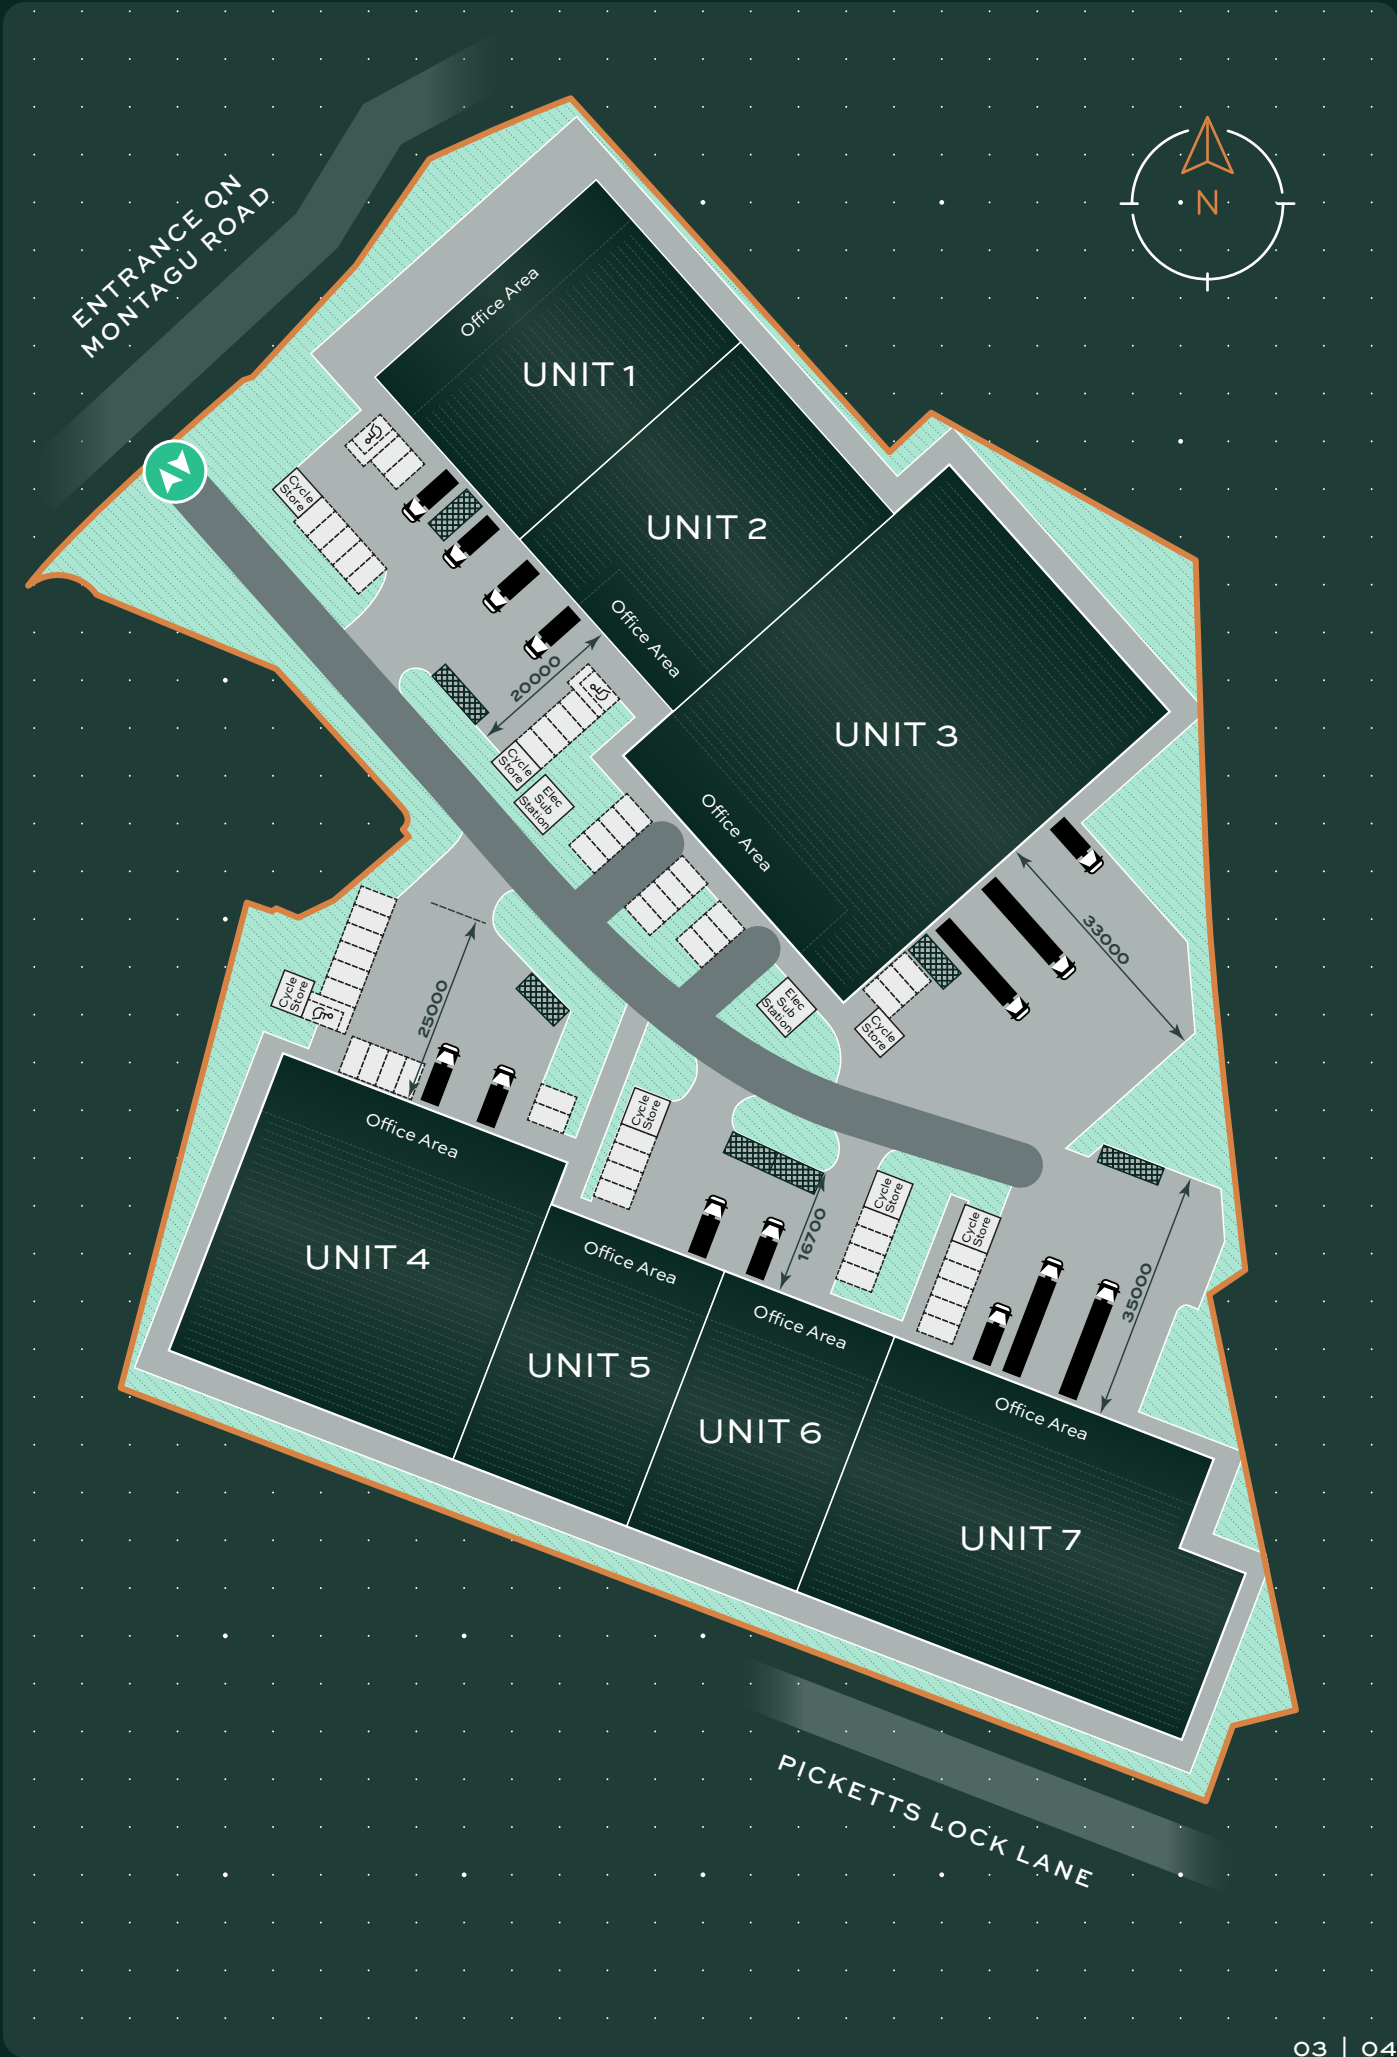 ENTRANCE ON
MONTAGU ROAD
N
Office Area
UNIT 1
Cycle
Store
UNIT 2
Office Area
20000
Cycle
Store
Elec
Sub
Station
UNIT 3
Office Area
33000
Elec
Sub
Station
Cycle
Store
25000
Cycle
Store
Office Area
UNIT 4
Cycle
Store
16700
Cycle
Store
Cycle
Store
35000
Office Area
UNIT 5
Office Area
UNIT 6
Office Area
UNIT 7
PICKETTS LOCK LANE
03 | 04